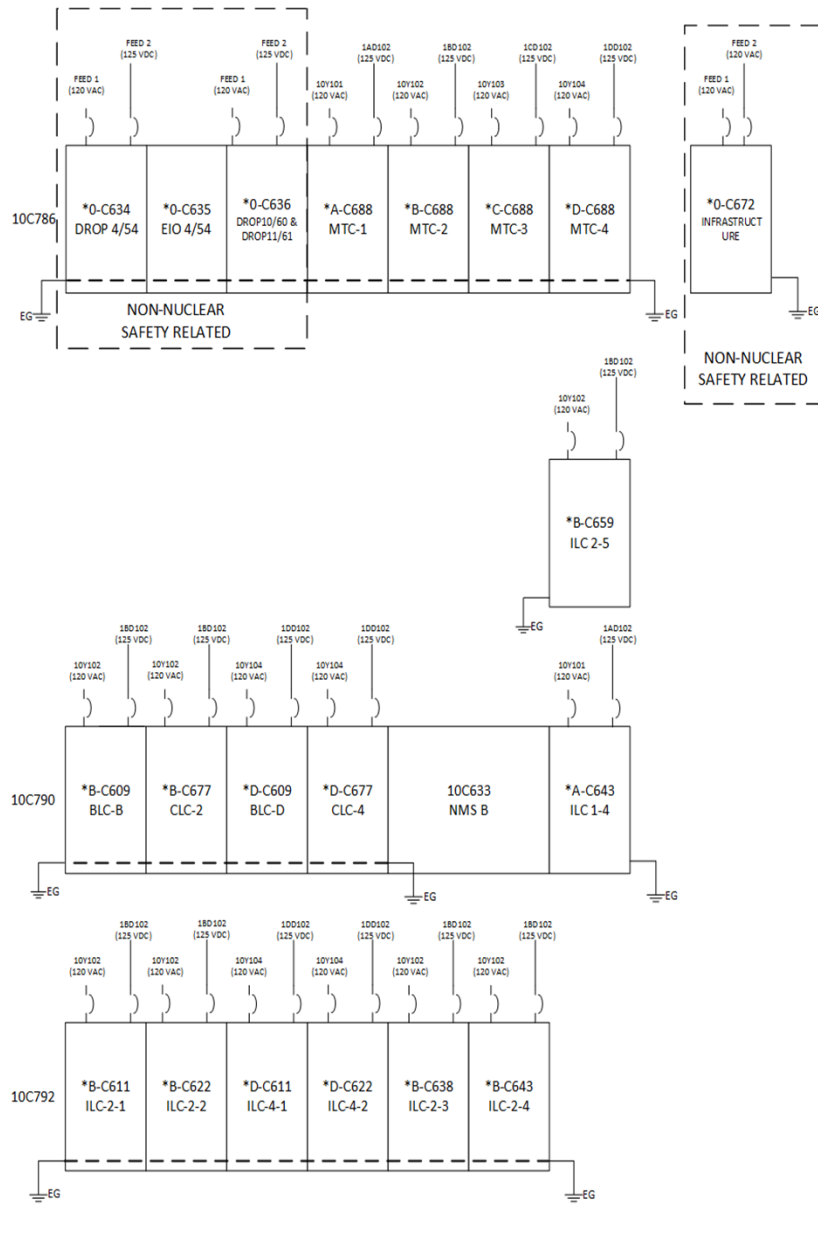 FEED 2
(125 VDC)
FEED 1
(120 VAC)
FEED 2
(125 VDC)
FEED 1
(120 VAC)
1AD102
(125 VDC)
10Y101
(120 VAC)
1BD102
(125 VDC)
10Y102
(120 VAC)
1CD102
(125 VDC)
10Y103
(120 VAC)
1DD102
(125 VDC)
10Y104
(120 VAC)
FEED 2
(125 VDC)
FEED 1
(120 VAC)
10C786
*0-C634
DROP 4/54
*0-C635
EIO 4/54
*0-C636
DROP10/60 &
DROP11/61
*A-C688
MTC-1
*B-C688
MTC-2
*C-C688
MTC-3
*D-C688
MTC-4
*0-C672
INFRASTRUCT
URE
EG
EG
EG
NON-NUCLEAR
SAFETY RELATED
NON-NUCLEAR
SAFETY RELATED
1BD102
(125 VDC)
10Y102
(120 VAC)
*B-C659
ILC 2-5
EG
1BD102
(125 VDC)
10Y102
(120 VAC)
1BD102
(125 VDC)
10Y102
(120 VAC)
1DD102
(125 VDC)
10Y104
(120 VAC)
1DD102
(125 VDC)
10Y104
(120 VAC)
1AD102
(125 VDC)
10Y101
(120 VAC)
10C790
*B-C609
BLC-B
*B-C677
CLC-2
*D-C609
BLC-D
*D-C677
CLC-4
10C633
NMS B
*A-C643
ILC 1-4
EG
EG
EG
1BD102
(125 VDC)
10Y102
(120 VAC)
1BD102
(125 VDC)
10Y102
(120 VAC)
1DD102
(125 VDC)
10Y104
(120 VAC)
1DD102
(125 VDC)
10Y104
(120 VAC)
1BD102
(125 VDC)
10Y102
(120 VAC)
1BD102
(125 VDC)
10Y102
(120 VAC)
10C792
*B-C611
ILC-2-1
*B-C622
ILC-2-2
*D-C611
ILC-4-1
*D-C622
ILC-4-2
*B-C638
ILC-2-3
*B-C643
ILC-2-4
EG
EG